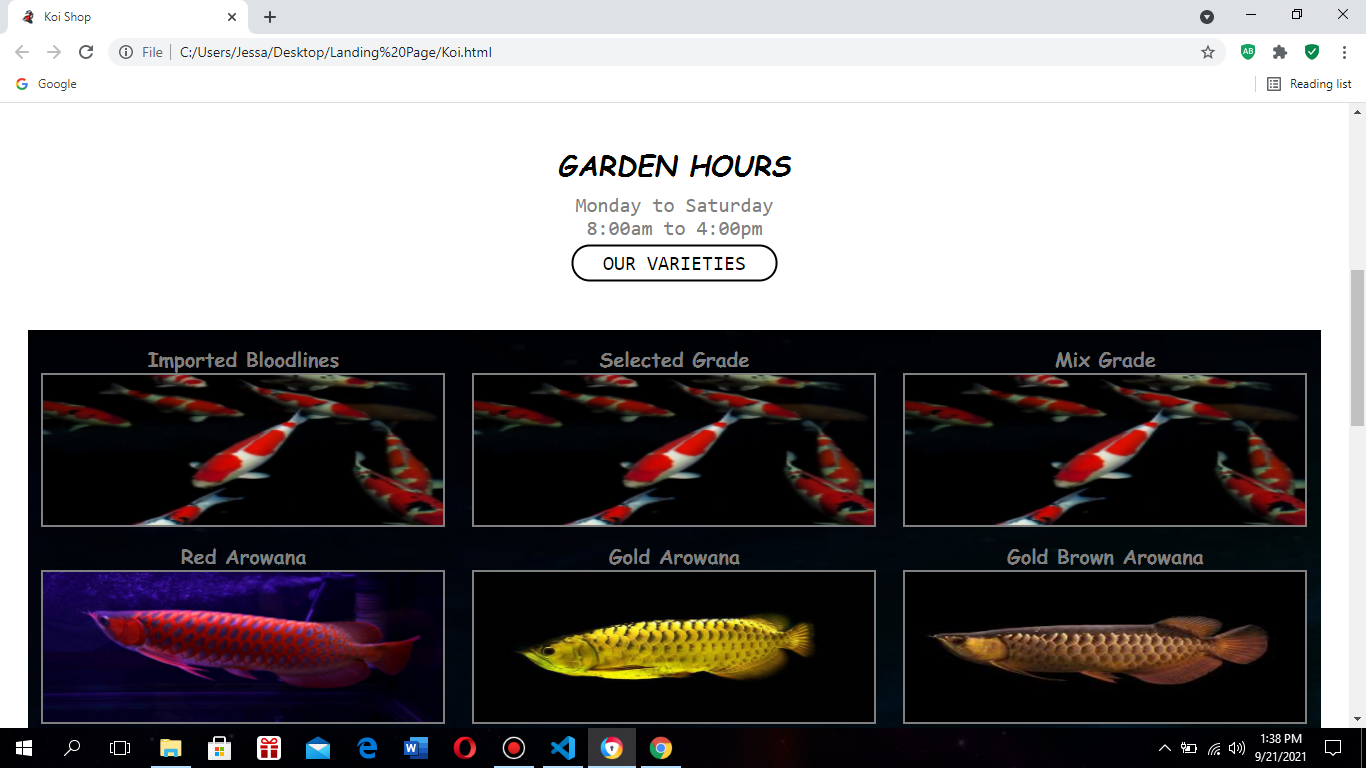 Koi Shop
File
C:/Users/Jessa/Desktop/Landing%20Page/Koi.html
AB
Google
Reading list
GARDEN HOURS
Monday to Saturday
8:00am to 4:00pm
OUR VARIETIES
Imported Bloodlines
Selected Grade
Mix Grade
Red Arowana
Gold Arowana
Gold Brown Arowana
1:38 PM
9/21/2021